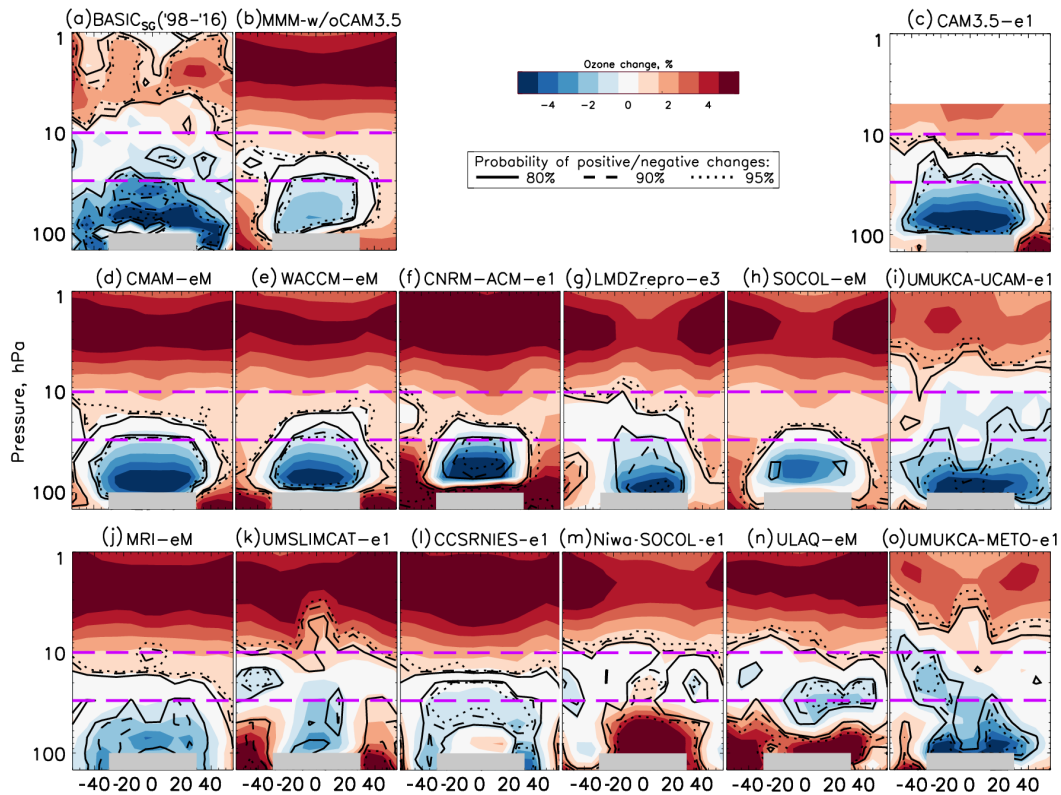 (a)BASICSG('98–'16)
(b)MMM–w/oCAM3.5
(c) CAM3.5–e1
1
10
100
Ozone change, %
−4 −2 0 2 4
Probability of positive/negative changes:
80% 90% 95%
1
10
100
(d) CMAM–eM
(e) WACCM–eM
(f) CNRM–ACM–e1
(g) LMDZrepro–e3
(h) SOCOL–eM
(i)UMUKCA–UCAM–e1
Pressure, hPa
1
10
100
(j) MRI–eM
(k)UMSLIMCAT–e1
(l) CCSRNIES–e1
(m)Niwa–SOCOL–e1
(n) ULAQ–eM
(o)UMUKCA–METO–e1
1
10
100
−40 −20 0 20 40
−40 −20 0 20 40
−40 −20 0 20 40
−40 −20 0 20 40
−40 −20 0 20 40
−40 −20 0 20 40